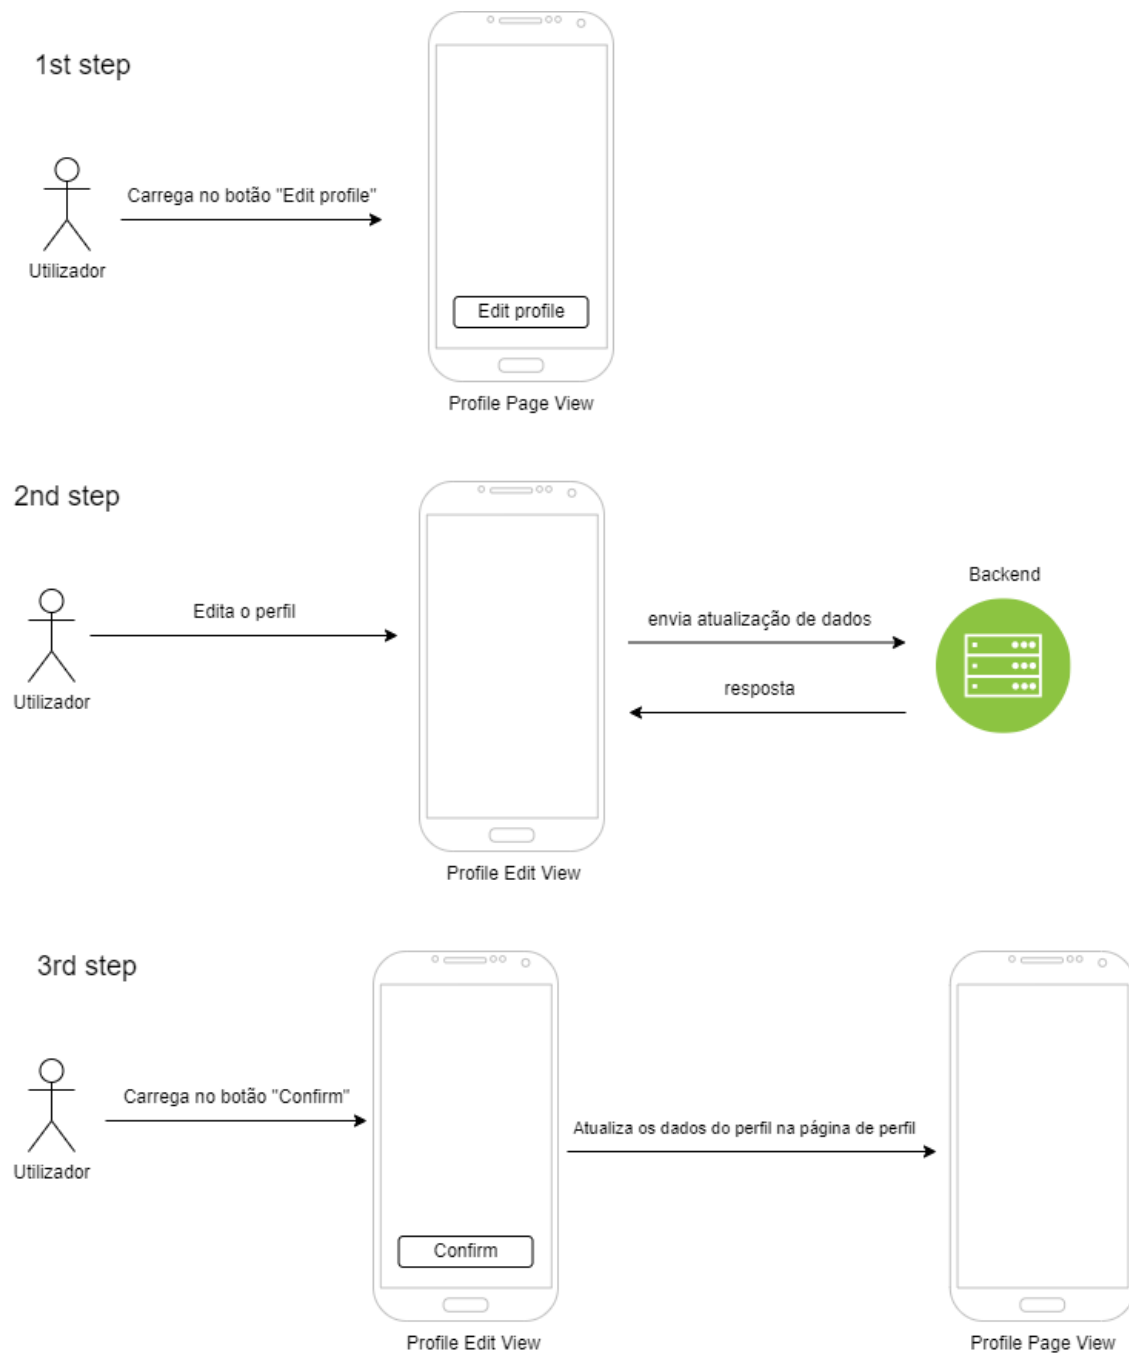 1st step
Carrega no botão "Edit profile"
Utilizador
Edit profile
Profile Page View
2nd step
Backend
Edita o perfil
envia atualização de dados
resposta
Utilizador
Profile Edit View
3rd step
Carrega no botão "Confirm"
Atualiza os dados do perfil na página de perfil
Utilizador
Confirm
Profile Edit View
Profile Page View